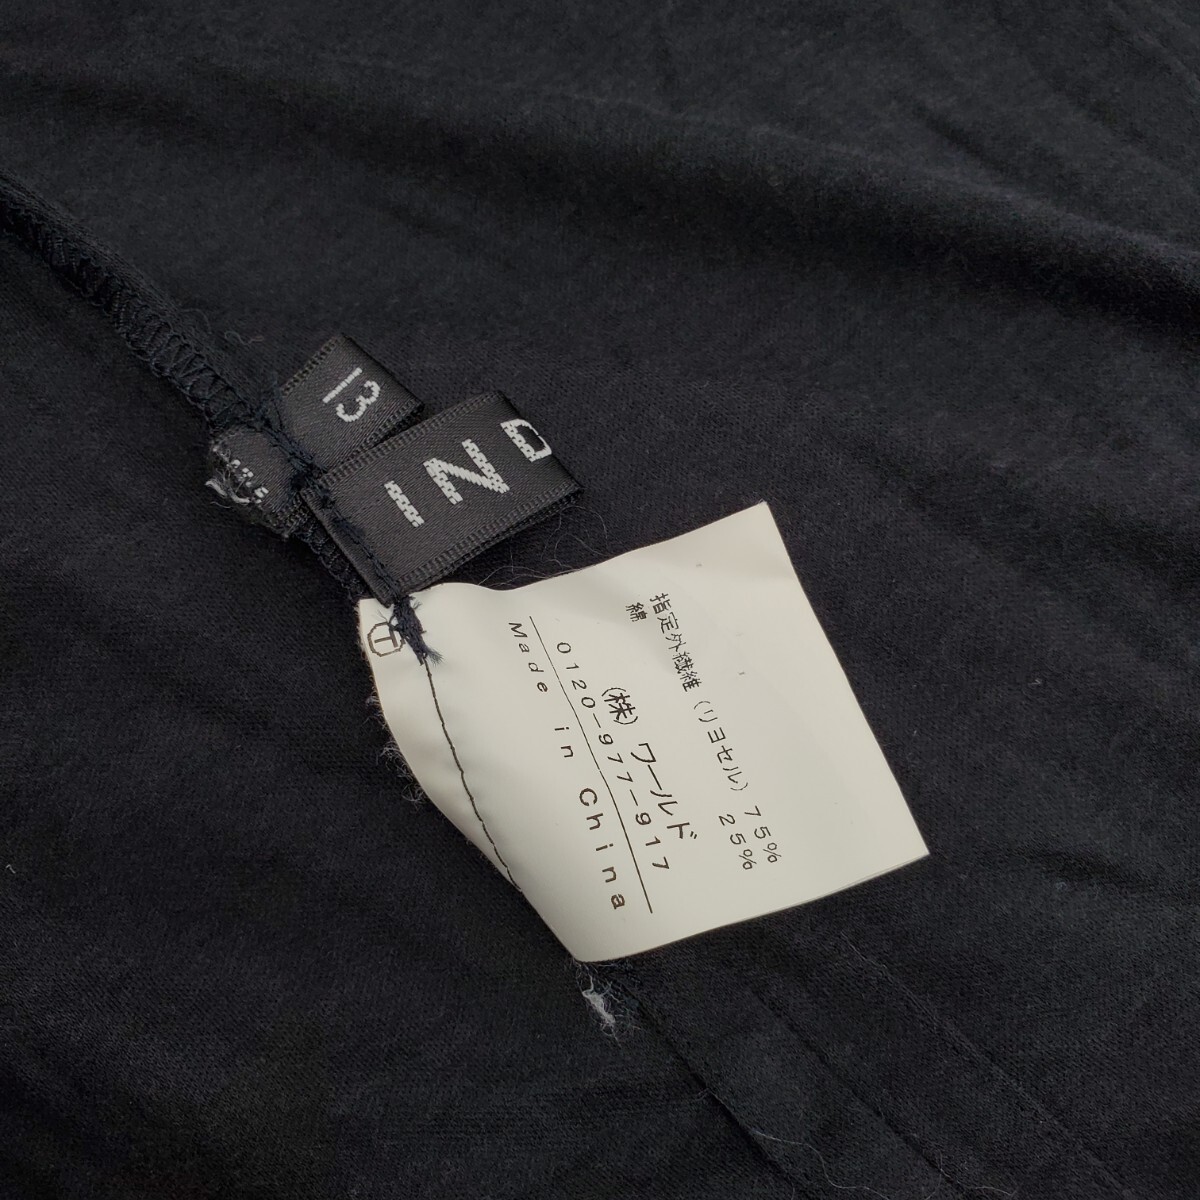 13
IND
指定外繊維（リヨセル）75%
綿 25%
(株) ワールド
0120-977-917
Made in China
T